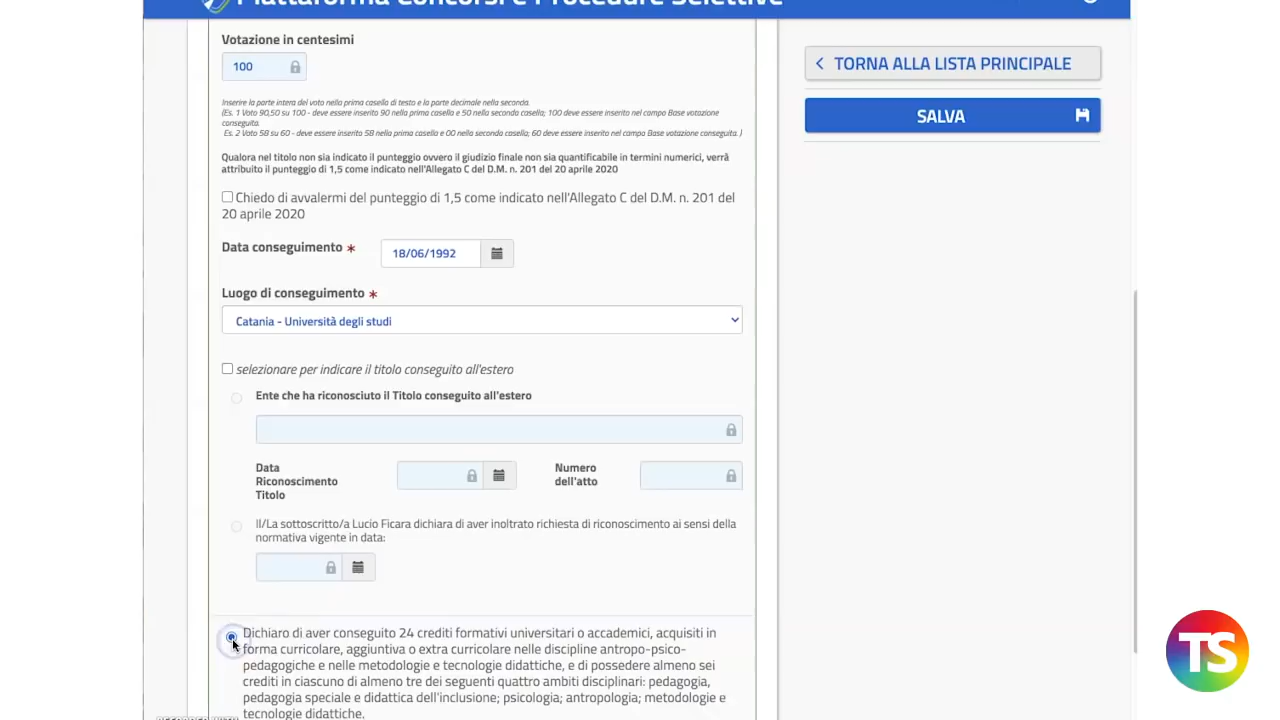 Piattaforma Concorsi e Procedure Selettive
Votazione in centesimi
100
Inserire la parte intera del voto nella prima casella di testo e la parte decimale nella seconda.
(Es. 1 Voto 90,50 su 100 - deve essere inserito 90 nella prima casella e 50 nella seconda casella; 100 deve essere inserito nel campo Base votazione
conseguita.
Es. 2 Voto 58 su 60 - deve essere inserito 58 nella prima casella e 00 nella seconda casella; 60 deve essere inserito nel campo Base votazione conseguita. )
Qualora nel titolo non sia indicato il punteggio ovvero il giudizio finale non sia quantificabile in termini numerici, verrà
attribuito il punteggio di 1,5 come indicato nell'Allegato C del D.M. n. 201 del 20 aprile 2020
Chiedo di avvalermi del punteggio di 1,5 come indicato nell'Allegato C del D.M. n. 201 del
20 aprile 2020
Data conseguimento *
18/06/1992
Luogo di conseguimento *
Catania - Università degli studi
selezionare per indicare il titolo conseguito all'estero
Ente che ha riconosciuto il Titolo conseguito all'estero
Data
Riconoscimento
Titolo
Numero
dell'atto
Il/La sottoscritto/a Lucio Ficara dichiara di aver inoltrato richiesta di riconoscimento ai sensi della
normativa vigente in data:
Dichiaro di aver conseguito 24 crediti formativi universitari o accademici, acquisiti in
forma curricolare, aggiuntiva o extra curricolare nelle discipline antropo-psico-
pedagogiche e nelle metodologie e tecnologie didattiche, e di possedere almeno sei
crediti in ciascuno di almeno tre dei seguenti quattro ambiti disciplinari: pedagogia,
pedagogia speciale e didattica dell'inclusione; psicologia; antropologia; metodologie e
tecnologie didattiche.
TORNA ALLA LISTA PRINCIPALE
SALVA
TS